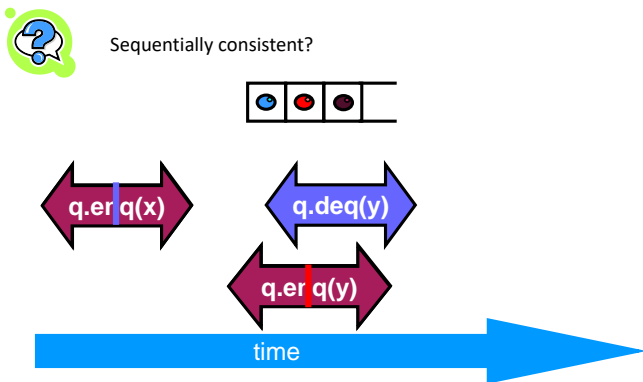 ?
Sequentially consistent?
q.enq(x)
q.deq(y)
q.enq(y)
time